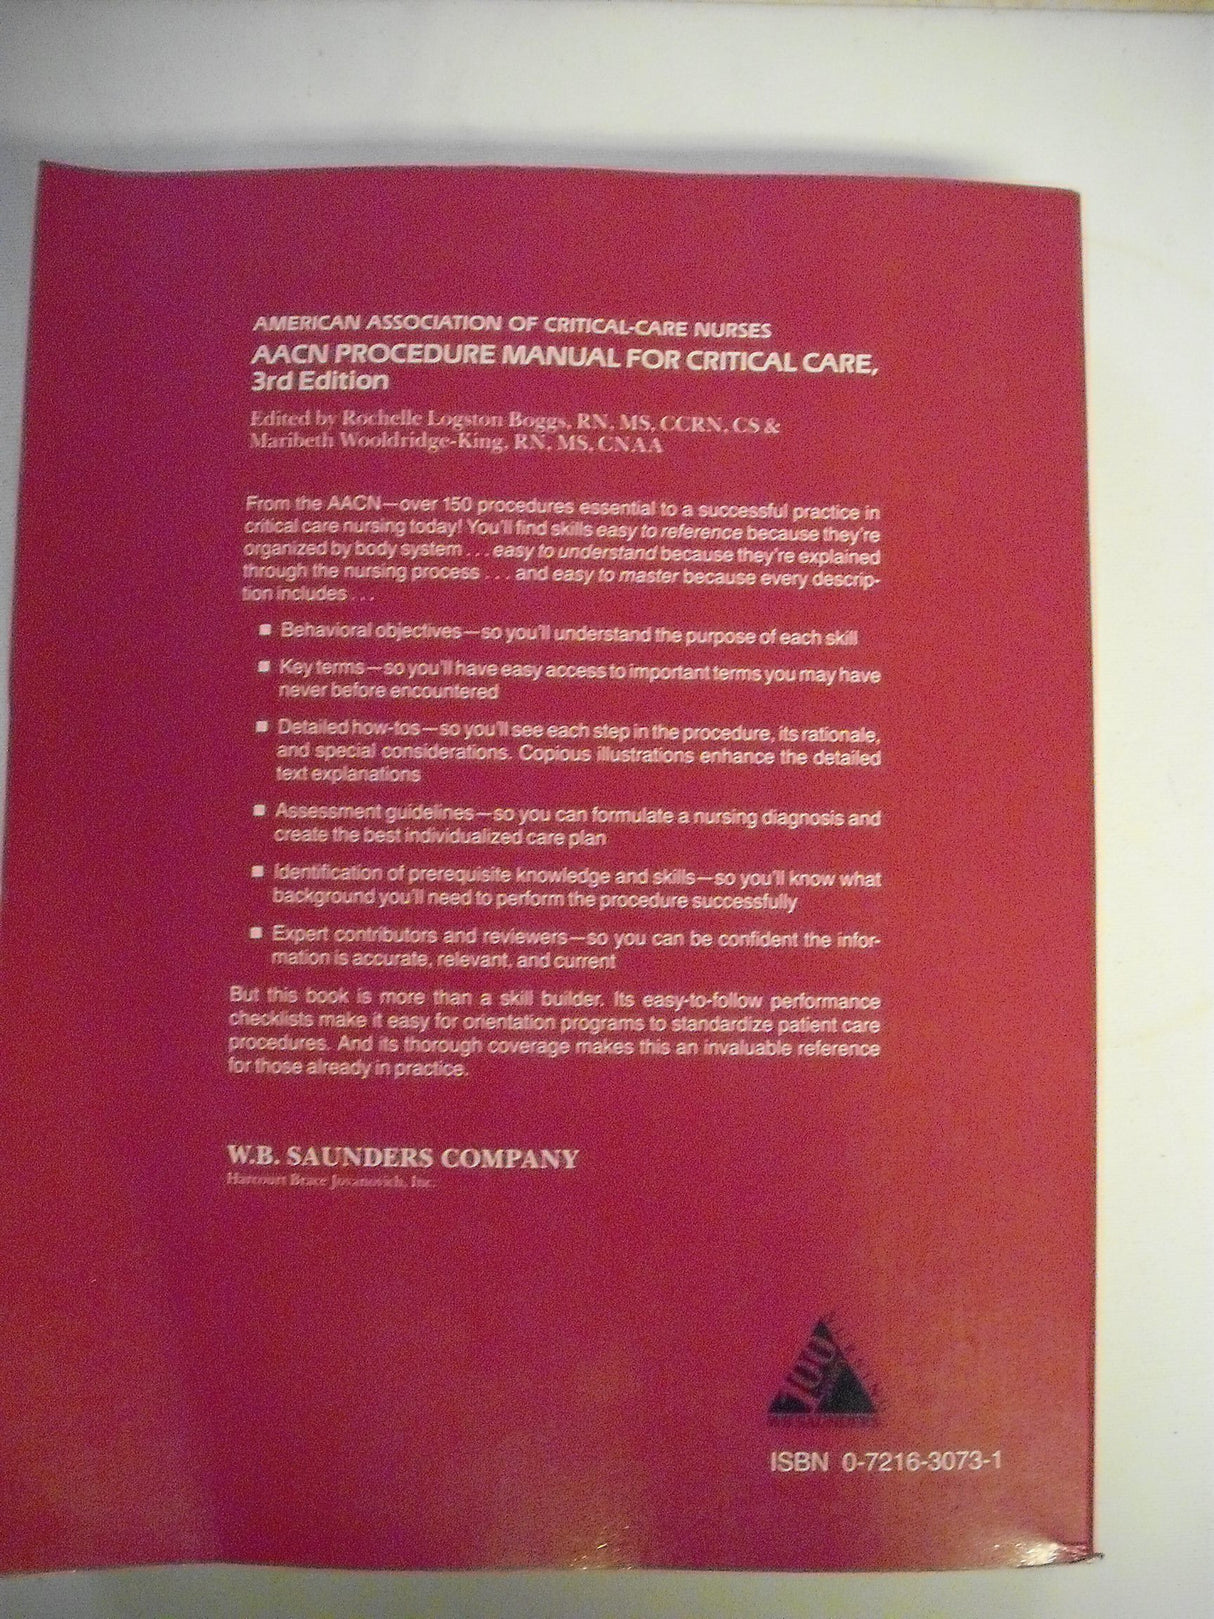 AMERICAN ASSOCIATION OF CRITICAL-CARE NURSES
AACN PROCEDURE MANUAL FOR CRITICAL CARE,
3rd Edition
Edited by Rochelle Logston Boggs, RN, MS, CCRN, CS &
Maribeth Wooldridge-King, RN, MS, CNAA
From the AACN—over 150 procedures essential to a successful practice in
critical care nursing today! You'll find skills easy to reference because they're
organized by body system . . . easy to understand because they're explained
through the nursing process . . . and easy to master because every descrip-
tion includes . . .
■ Behavioral objectives—so you'll understand the purpose of each skill
■ Key terms—so you'll have easy access to important terms you may have
never before encountered
■ Detailed how-tos—so you'll see each step in the procedure, its rationale,
and special considerations. Copious illustrations enhance the detailed
text explanations
■ Assessment guidelines—so you can formulate a nursing diagnosis and
create the best individualized care plan
■ Identification of prerequisite knowledge and skills—so you'll know what
background you'll need to perform the procedure successfully
■ Expert contributors and reviewers—so you can be confident the infor-
mation is accurate, relevant, and current
But this book is more than a skill builder. Its easy-to-follow performance
checklists make it easy for orientation programs to standardize patient care
procedures. And its thorough coverage makes this an invaluable reference
for those already in practice.
W.B. SAUNDERS COMPANY
Harcourt Brace Jovanovich, Inc.
100
ISBN 0-7216-3073-1